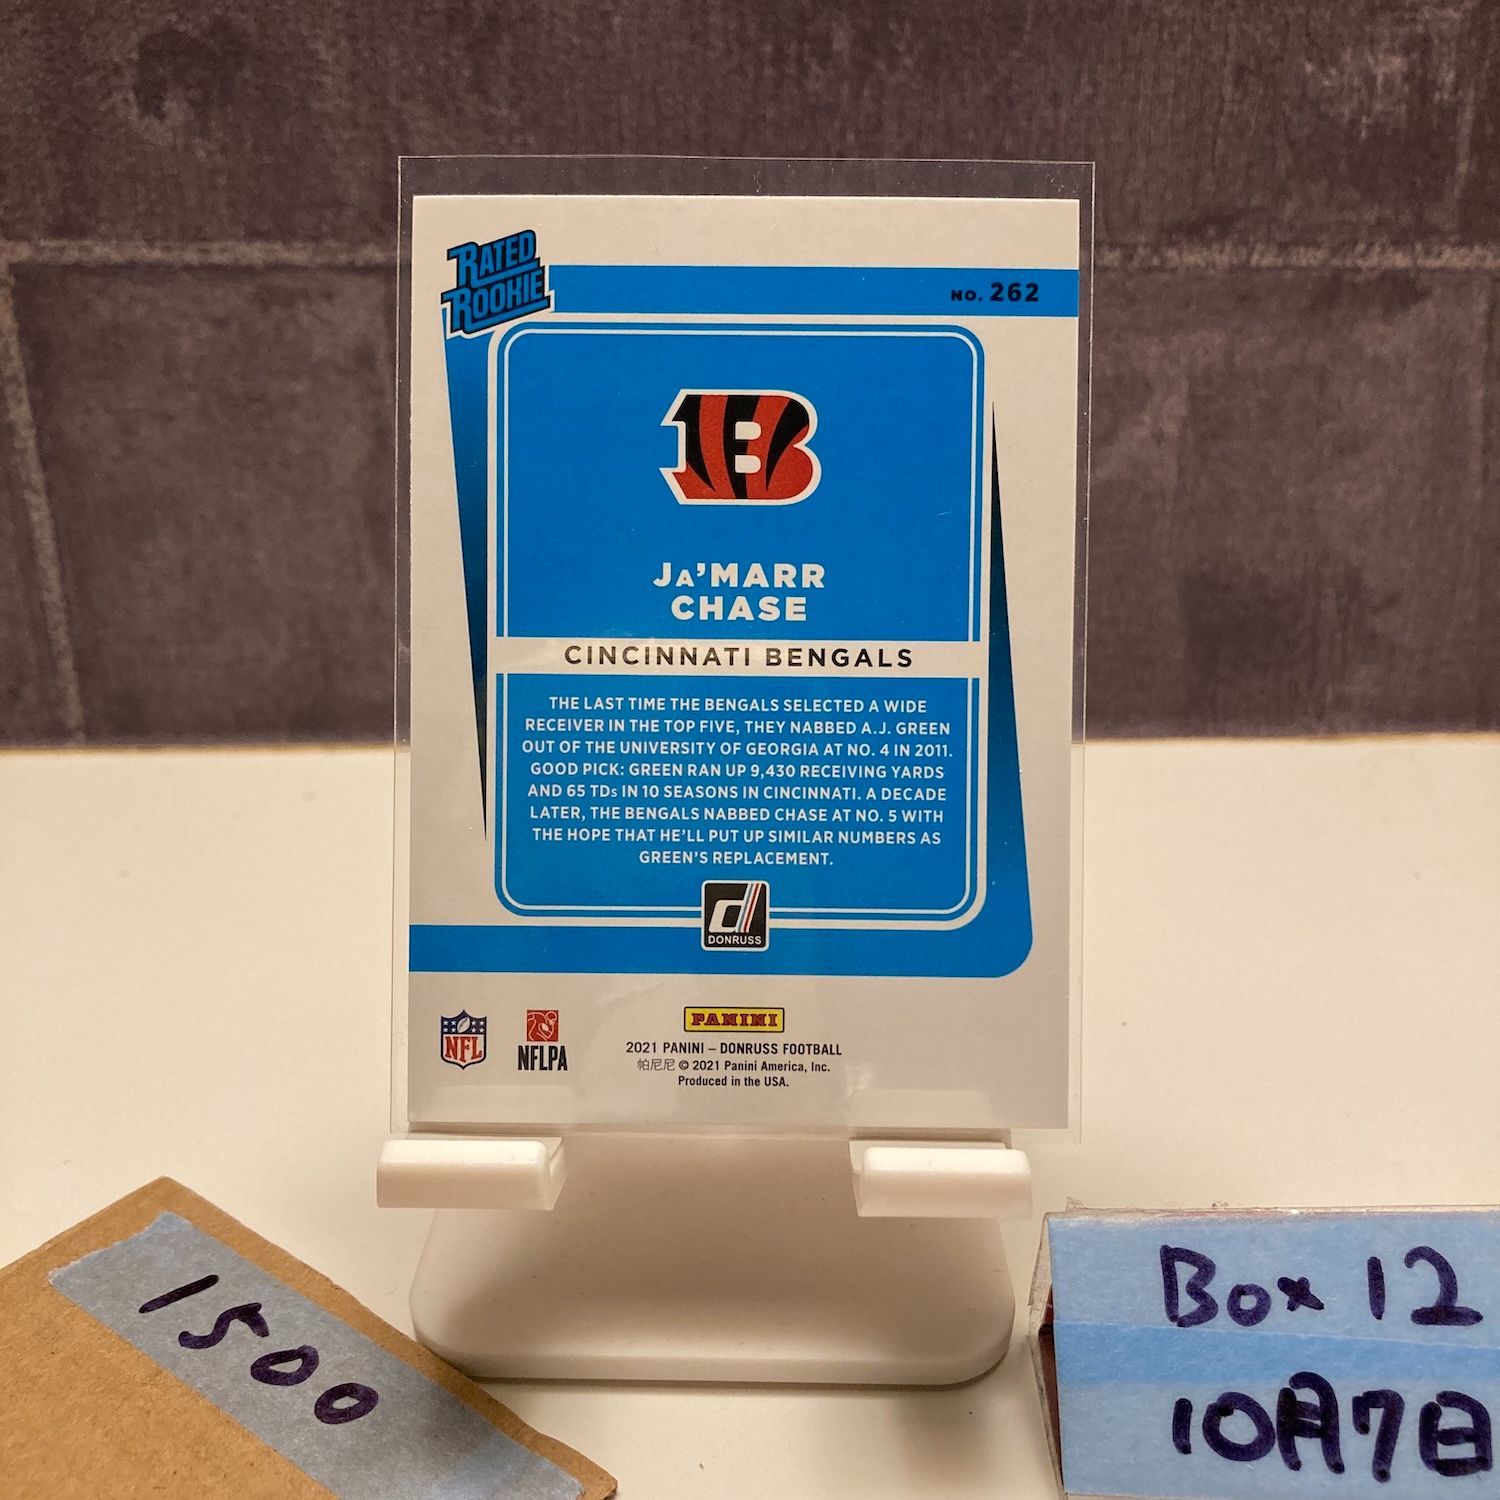 RATED
ROOKIE
NO. 262
B
JA'MARR
CHASE
CINCINNATI BENGALS
THE LAST TIME THE BENGALS SELECTED A WIDE
RECEIVER IN THE TOP FIVE, THEY NABBED A.J. GREEN
OUT OF THE UNIVERSITY OF GEORGIA AT NO. 4 IN 2011.
GOOD PICK: GREEN RAN UP 9,430 RECEIVING YARDS
AND 65 TDs IN 10 SEASONS IN CINCINNATI. A DECADE
LATER, THE BENGALS NABBED CHASE AT NO. 5 WITH
THE HOPE THAT HE'LL PUT UP SIMILAR NUMBERS AS
GREEN'S REPLACEMENT.
d
DONRUSS
NFL
NFLPA
PANINI
2021 PANINI – DONRUSS FOOTBALL
帕尼尼 © 2021 Panini America, Inc.
Produced in the USA.
1500
Box 12
10月7日